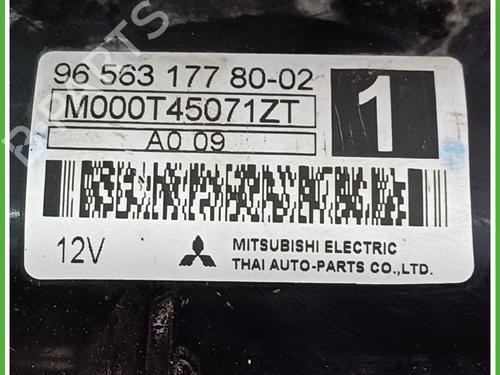 96 563 177 80-02
M000T45071ZT
A0 09
1
12V
MITSUBISHI ELECTRIC
THAI AUTO-PARTS CO.,LTD.